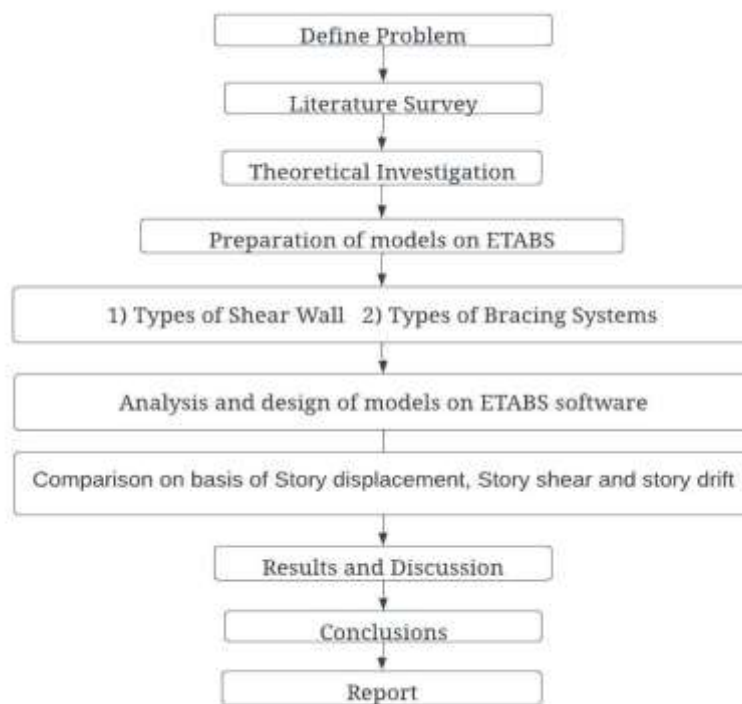 Define Problem
Literature Survey
Theoretical Investigation
Preparation of models on ETABS
1) Types of Shear Wall 2) Types of Bracing Systems
Analysis and design of models on ETABS software
Comparison on basis of Story displacement, Story shear and story drift
Results and Discussion
Conclusions
Report